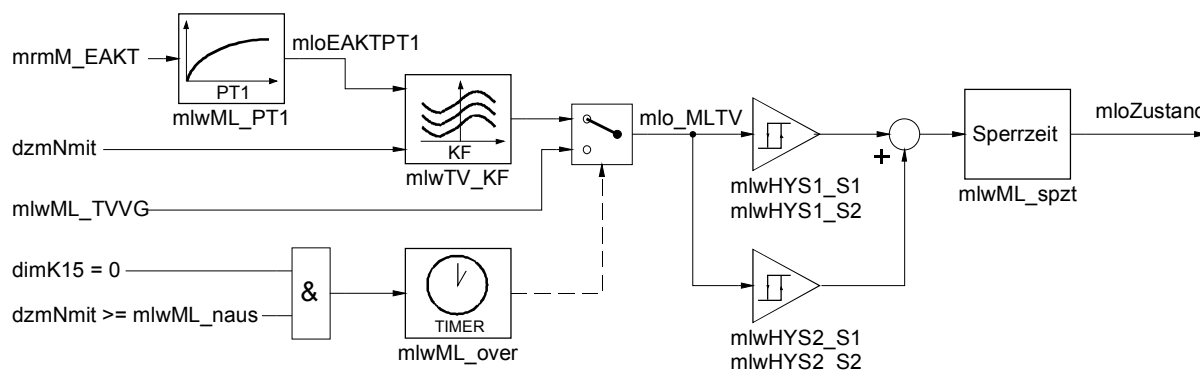 mrmM_EAKT
PT1
mlwML_PT1
mloEAKTPT1
dzmNmit
KF
mlwTV_KF
mlo_MLTV
mlwHYS1_S1
mlwHYS1_S2
+
Sperrzeit
mlwML_spzt
mloZustand
mlwML_TVVG
dimK15 = 0
dzmNmit >= mlwML_naus
&
TIMER
mlwML_over
mlwHYS2_S1
mlwHYS2_S2